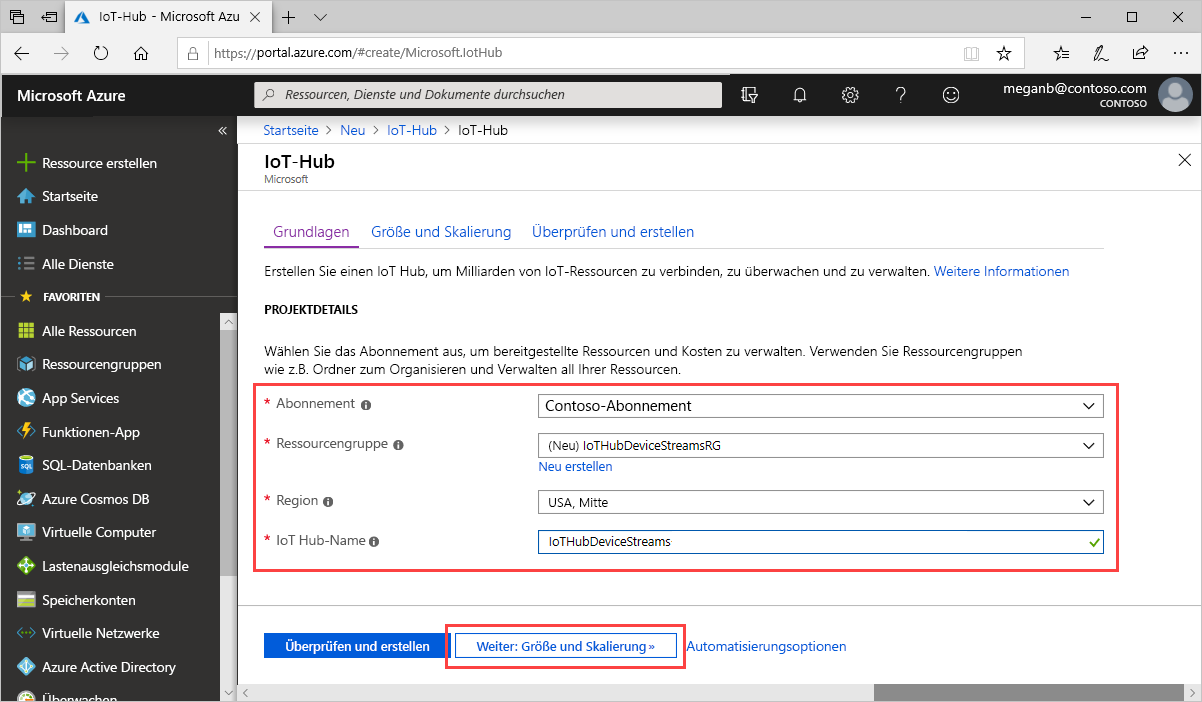 IoT-Hub - Microsoft Azu
https://portal.azure.com/#create/Microsoft.IotHub
Microsoft Azure
Ressourcen, Dienste und Dokumente durchsuchen
meganb@contoso.com
CONTOSO
Ressource erstellen
Startseite
Dashboard
Alle Dienste
FAVORITEN
Alle Ressourcen
Ressourcengruppen
App Services
Funktionen-App
SQL-Datenbanken
Azure Cosmos DB
Virtuelle Computer
Lastenausgleichsmodule
Speicherkonten
Virtuelle Netzwerke
Azure Active Directory
Überwachen
Startseite > Neu > IoT-Hub > IoT-Hub
IoT-Hub
Microsoft
Grundlagen Größe und Skalierung Überprüfen und erstellen
Erstellen Sie einen IoT Hub, um Milliarden von IoT-Ressourcen zu verbinden, zu überwachen und zu verwalten. Weitere Informationen
PROJEKTDETAILS
Wählen Sie das Abonnement aus, um bereitgestellte Ressourcen und Kosten zu verwalten. Verwenden Sie Ressourcengruppen
wie z.B. Ordner zum Organisieren und Verwalten all Ihrer Ressourcen.
* Abonnement Contoso-Abonnement
* Ressourcengruppe (Neu) IoTHubDeviceStreamsRG
Neu erstellen
* Region USA, Mitte
* IoT Hub-Name IoTHubDeviceStreams
Überprüfen und erstellen Weiter: Größe und Skalierung » Automatisierungsoptionen